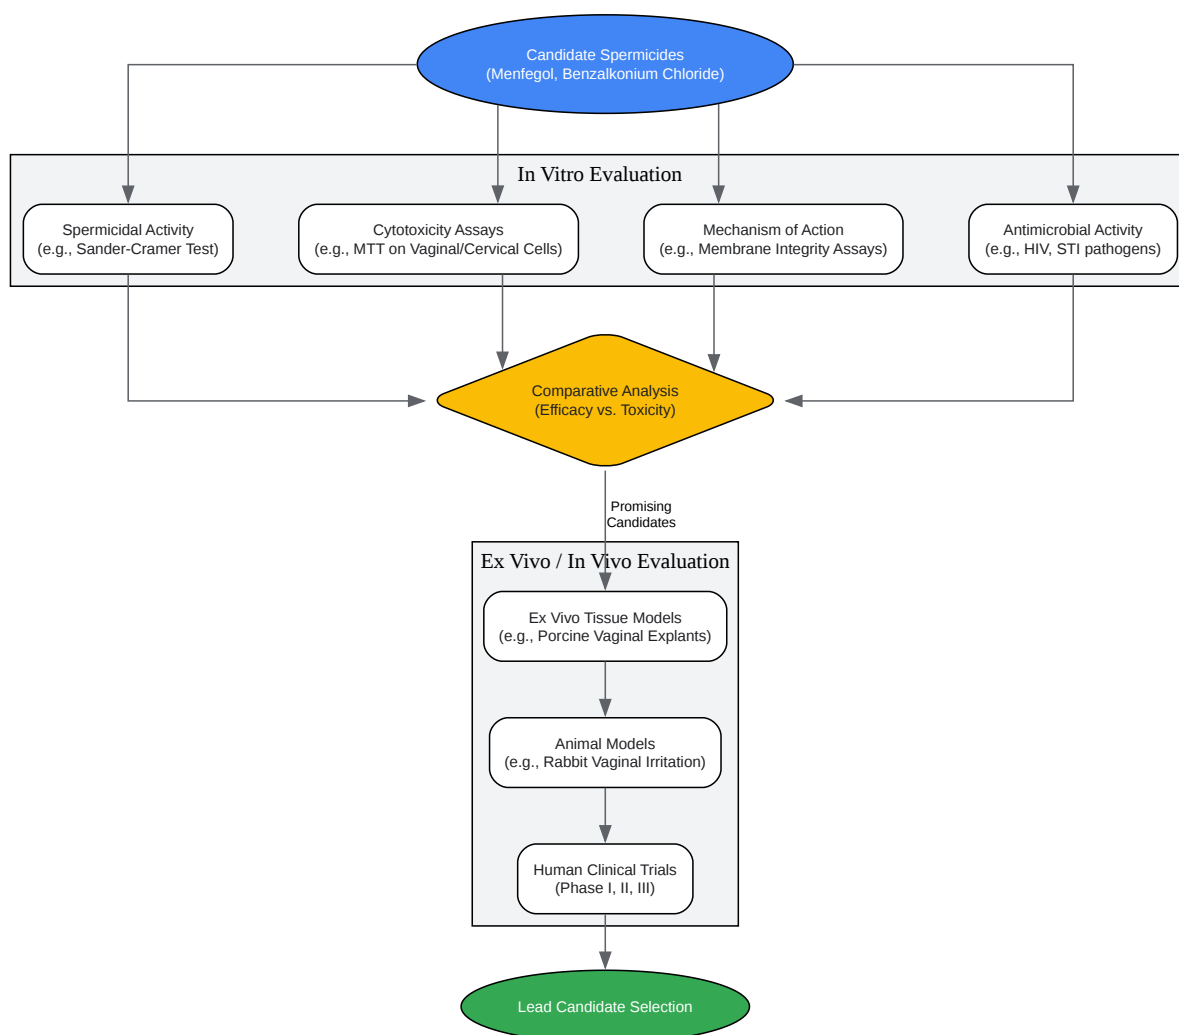 Candidate Spermicides
(Menfegol, Benzalkonium Chloride)
In Vitro Evaluation
Spermicidal Activity
(e.g., Sander-Cramer Test)
Cytotoxicity Assays
(e.g., MTT on Vaginal/Cervical Cells)
Mechanism of Action
(e.g., Membrane Integrity Assays)
Antimicrobial Activity
(e.g., HIV, STI pathogens)
Comparative Analysis
(Efficacy vs. Toxicity)
Promising
Candidates
Ex Vivo / In Vivo Evaluation
Ex Vivo Tissue Models
(e.g., Porcine Vaginal Explants)
Animal Models
(e.g., Rabbit Vaginal Irritation)
Human Clinical Trials
(Phase I, II, III)
Lead Candidate Selection